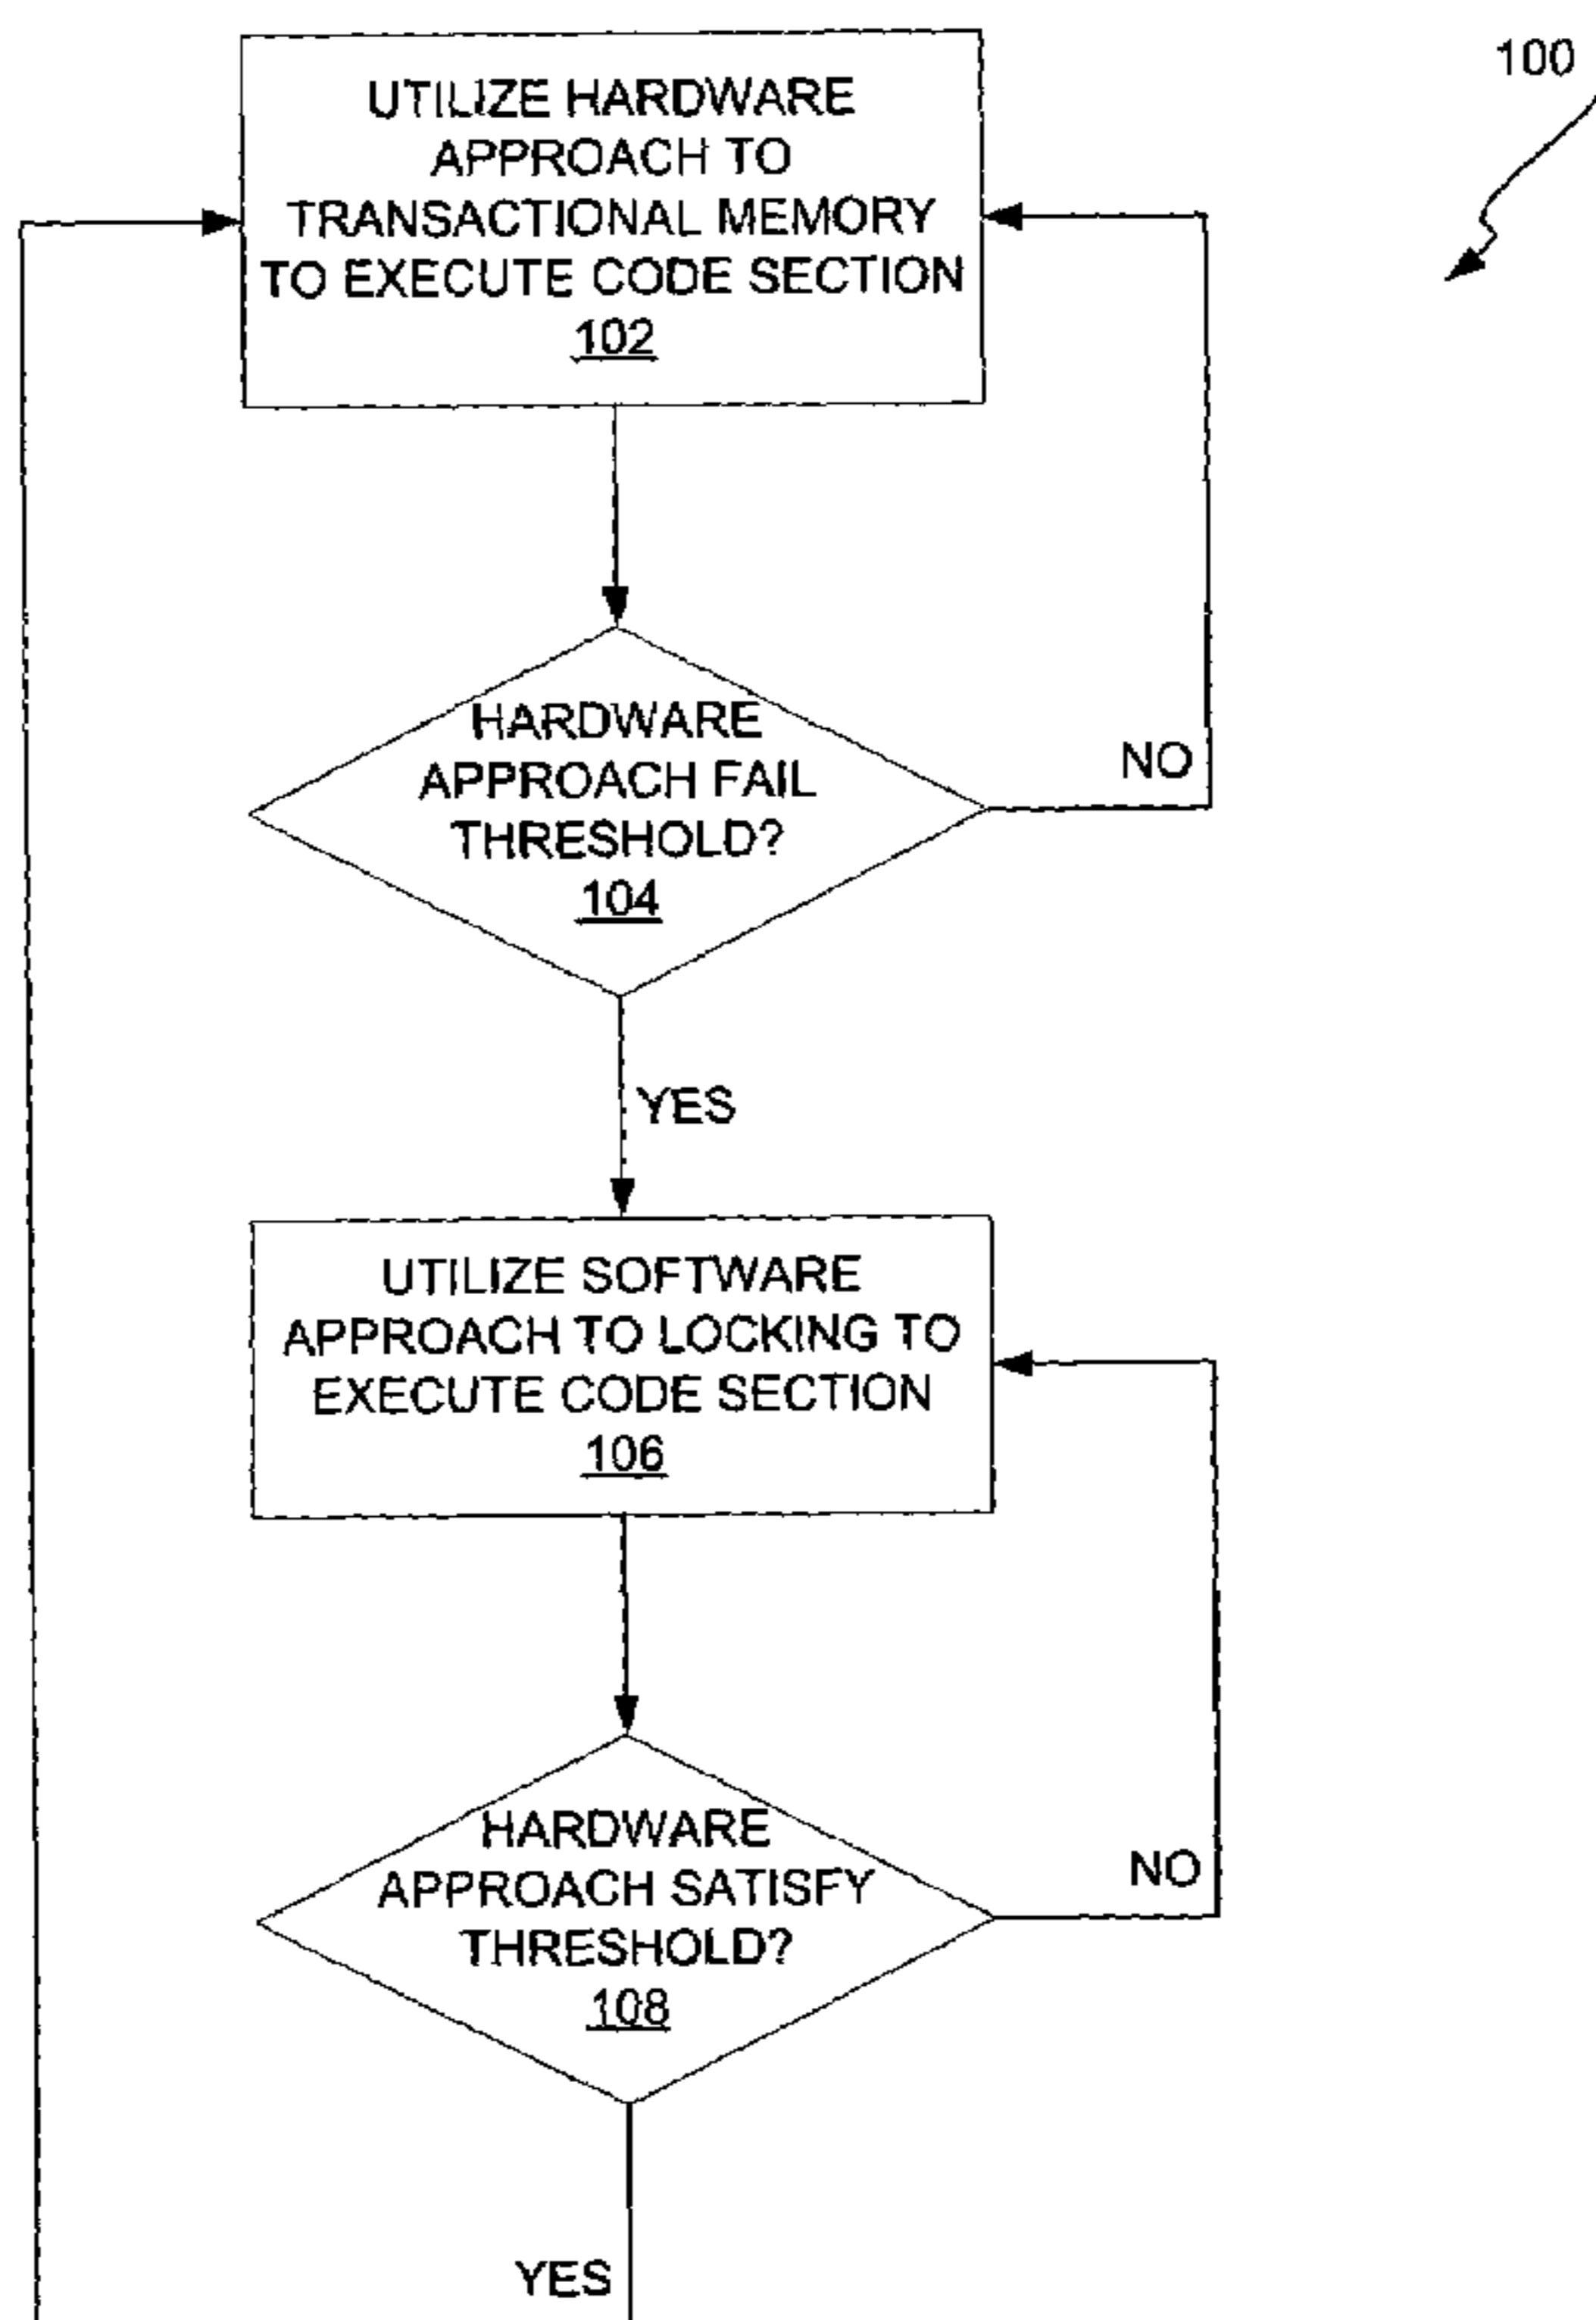 100
UTILIZE HARDWARE
APPROACH TO
TRANSACTIONAL MEMORY
TO EXECUTE CODE SECTION
102
HARDWARE
APPROACH FAIL
THRESHOLD?
104
NO
YES
UTILIZE SOFTWARE
APPROACH TO LOCKING TO
EXECUTE CODE SECTION
106
HARDWARE
APPROACH SATISFY
THRESHOLD?
108
NO
YES